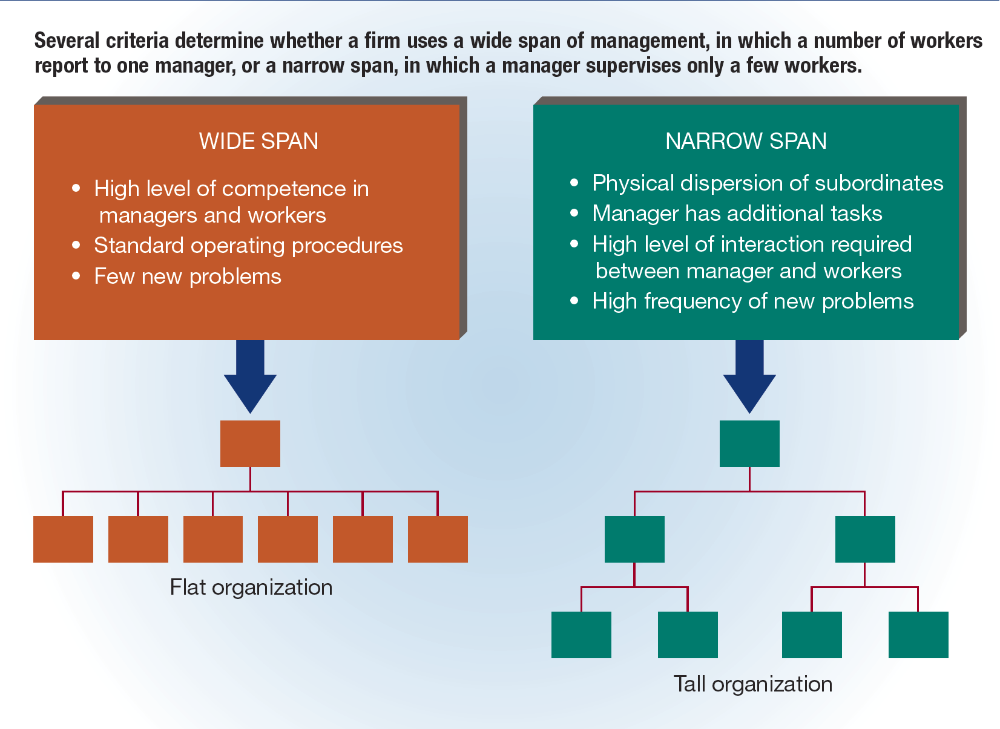 Several criteria determine whether a firm uses a wide span of management, in which a number of workers
report to one manager, or a narrow span, in which a manager supervises only a few workers.
WIDE SPAN
• High level of competence in
managers and workers
• Standard operating procedures
• Few new problems
NARROW SPAN
• Physical dispersion of subordinates
• Manager has additional tasks
• High level of interaction required
between manager and workers
• High frequency of new problems
Flat organization
Tall organization